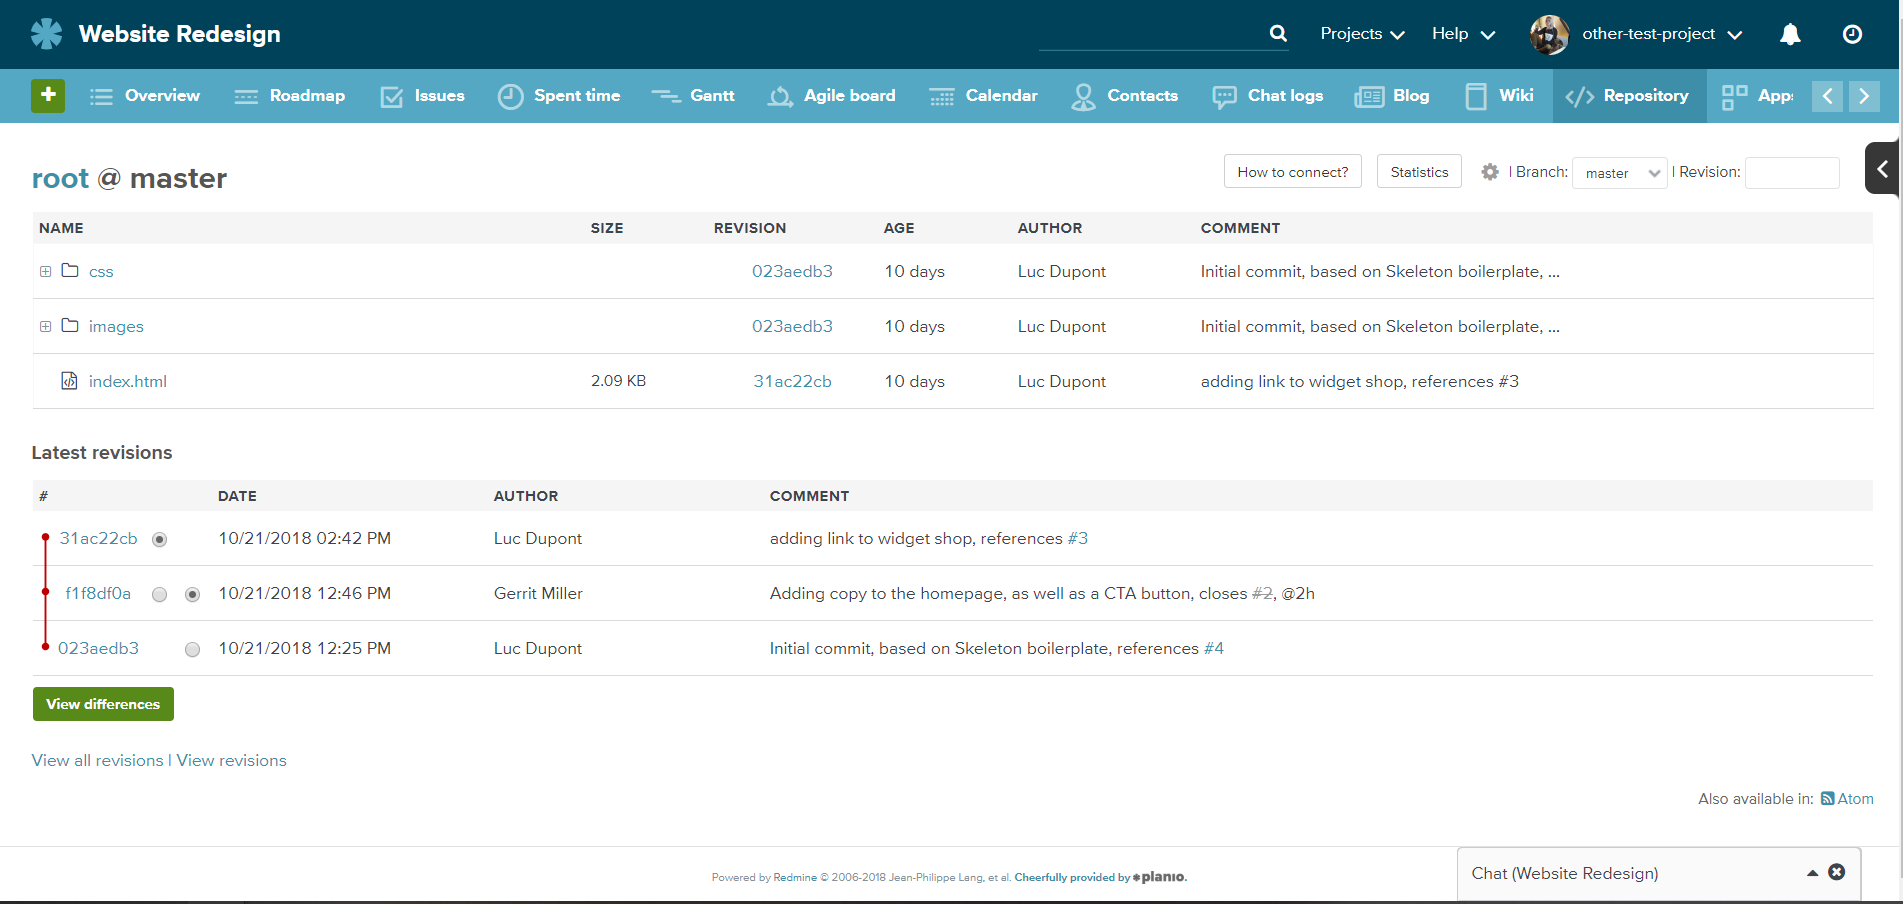 Website Redesign
Projects
Help
other-test-project
+
Overview
Roadmap
Issues
Spent time
Gantt
Agile board
Calendar
Contacts
Chat logs
Blog
Wiki
Repository
Apps
root @ master
How to connect?
Statistics
| Branch: master | Revision:
NAME SIZE REVISION AGE AUTHOR COMMENT
css 023aedb3 10 days Luc Dupont Initial commit, based on Skeleton boilerplate, ...
images 023aedb3 10 days Luc Dupont Initial commit, based on Skeleton boilerplate, ...
index.html 2.09 KB 31ac22cb 10 days Luc Dupont adding link to widget shop, references #3
Latest revisions
# DATE AUTHOR COMMENT
31ac22cb 10/21/2018 02:42 PM Luc Dupont adding link to widget shop, references #3
f1f8df0a 10/21/2018 12:46 PM Gerrit Miller Adding copy to the homepage, as well as a CTA button, closes #2, @2h
023aedb3 10/21/2018 12:25 PM Luc Dupont Initial commit, based on Skeleton boilerplate, references #4
View differences
View all revisions | View revisions
Also available in: Atom
Powered by Redmine © 2006-2018 Jean-Philippe Lang, et al. Cheerfully provided by planio.
Chat (Website Redesign)